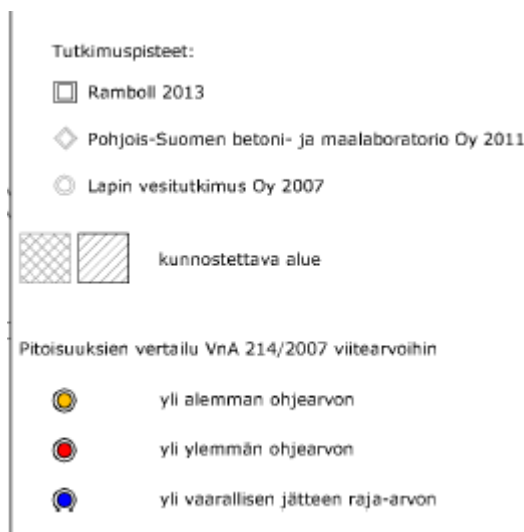 Tutkimuspisteet:
Ramboll 2013
Pohjois-Suomen betoni- ja maalaboratorio Oy 2011
Lapin vesitutkimus Oy 2007
kunnostettava alue
Pitoisuuksien vertailu VnA 214/2007 viitearvoihin
yli alemman ohjearvon
yli ylemmän ohjearvon
yli vaarallisen jätteen raja-arvon